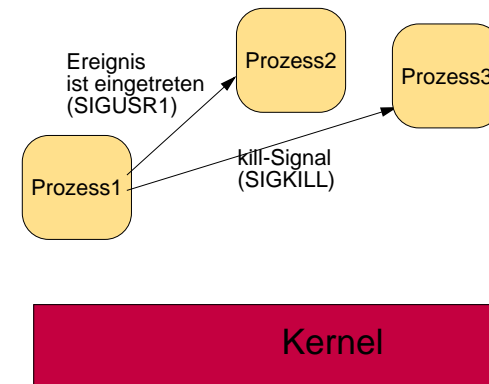 Ereignis
ist eingetreten
(SIGUSR1)
Prozess2
Prozess3
kill-Signal
(SIGKILL)
Prozess1
Kernel